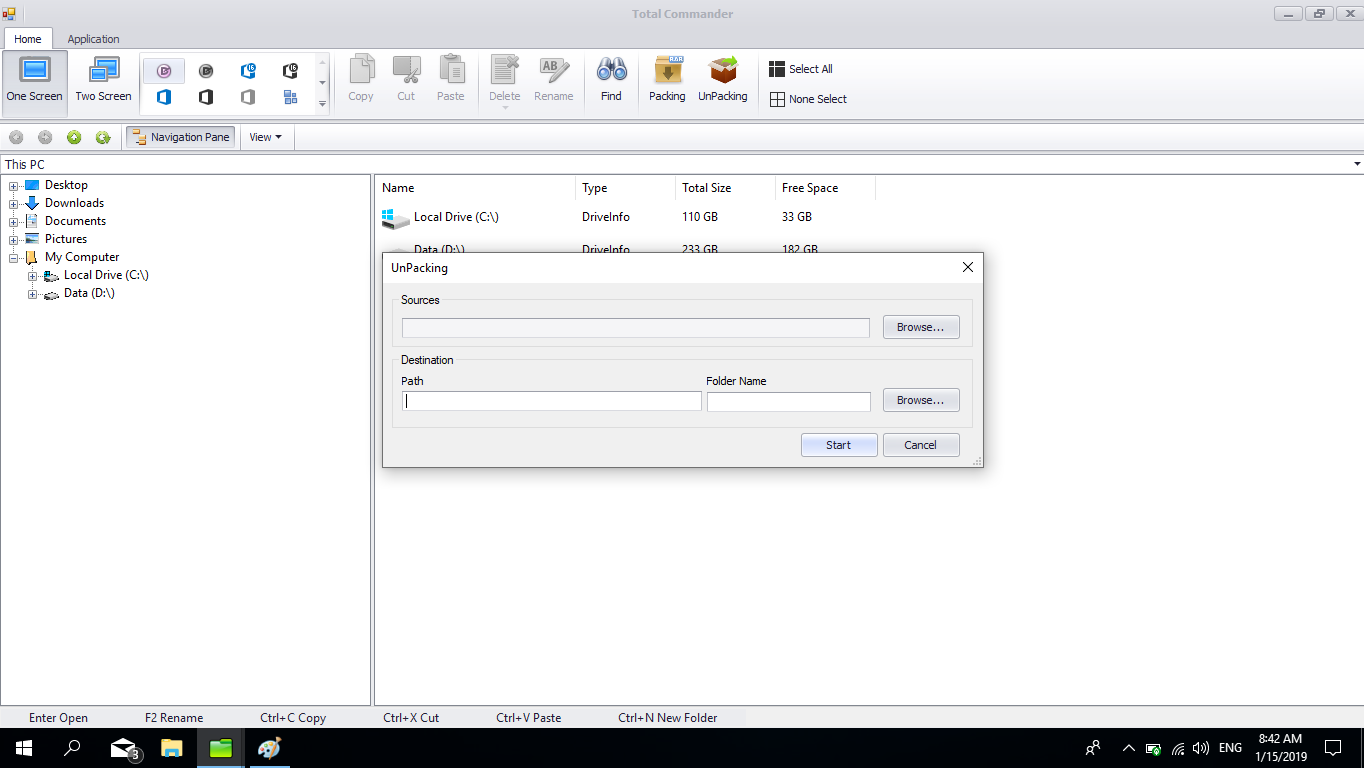 Total Commander
Home Application
One Screen Two Screen Copy Cut Paste Delete Rename Find Packing UnPacking
Select All
None Select
Navigation Pane View
This PC
Desktop
Downloads
Documents
Pictures
My Computer
Local Drive (C:\)
Data (D:\)
Name Type Total Size Free Space
Local Drive (C:\) DriveInfo 110 GB 33 GB
Data (D:\) DriveInfo 233 GB 182 GB
UnPacking
Sources
Browse...
Destination
Path Folder Name
Browse...
Start Cancel
Enter Open F2 Rename Ctrl+C Copy Ctrl+X Cut Ctrl+V Paste Ctrl+N New Folder
3
ENG
8:42 AM
1/15/2019